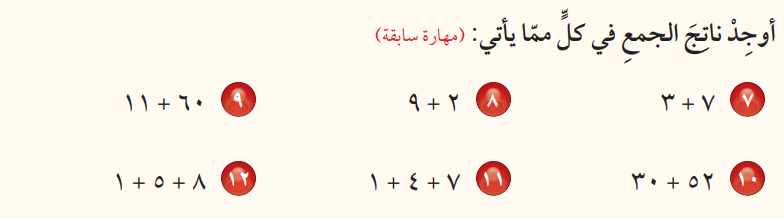 أوجِدْ ناتجَ الجمعِ في كلٍّ ممّا يأتي: (مهارة سابقة)
٧ ٧ + ٣ ٨ ٢ + ٩ ٩ ٦٠ + ١١
١٠ ٥٢ + ٣٠ ١١ ٧ + ٤ + ١ ١٢ ٨ + ٥ + ١